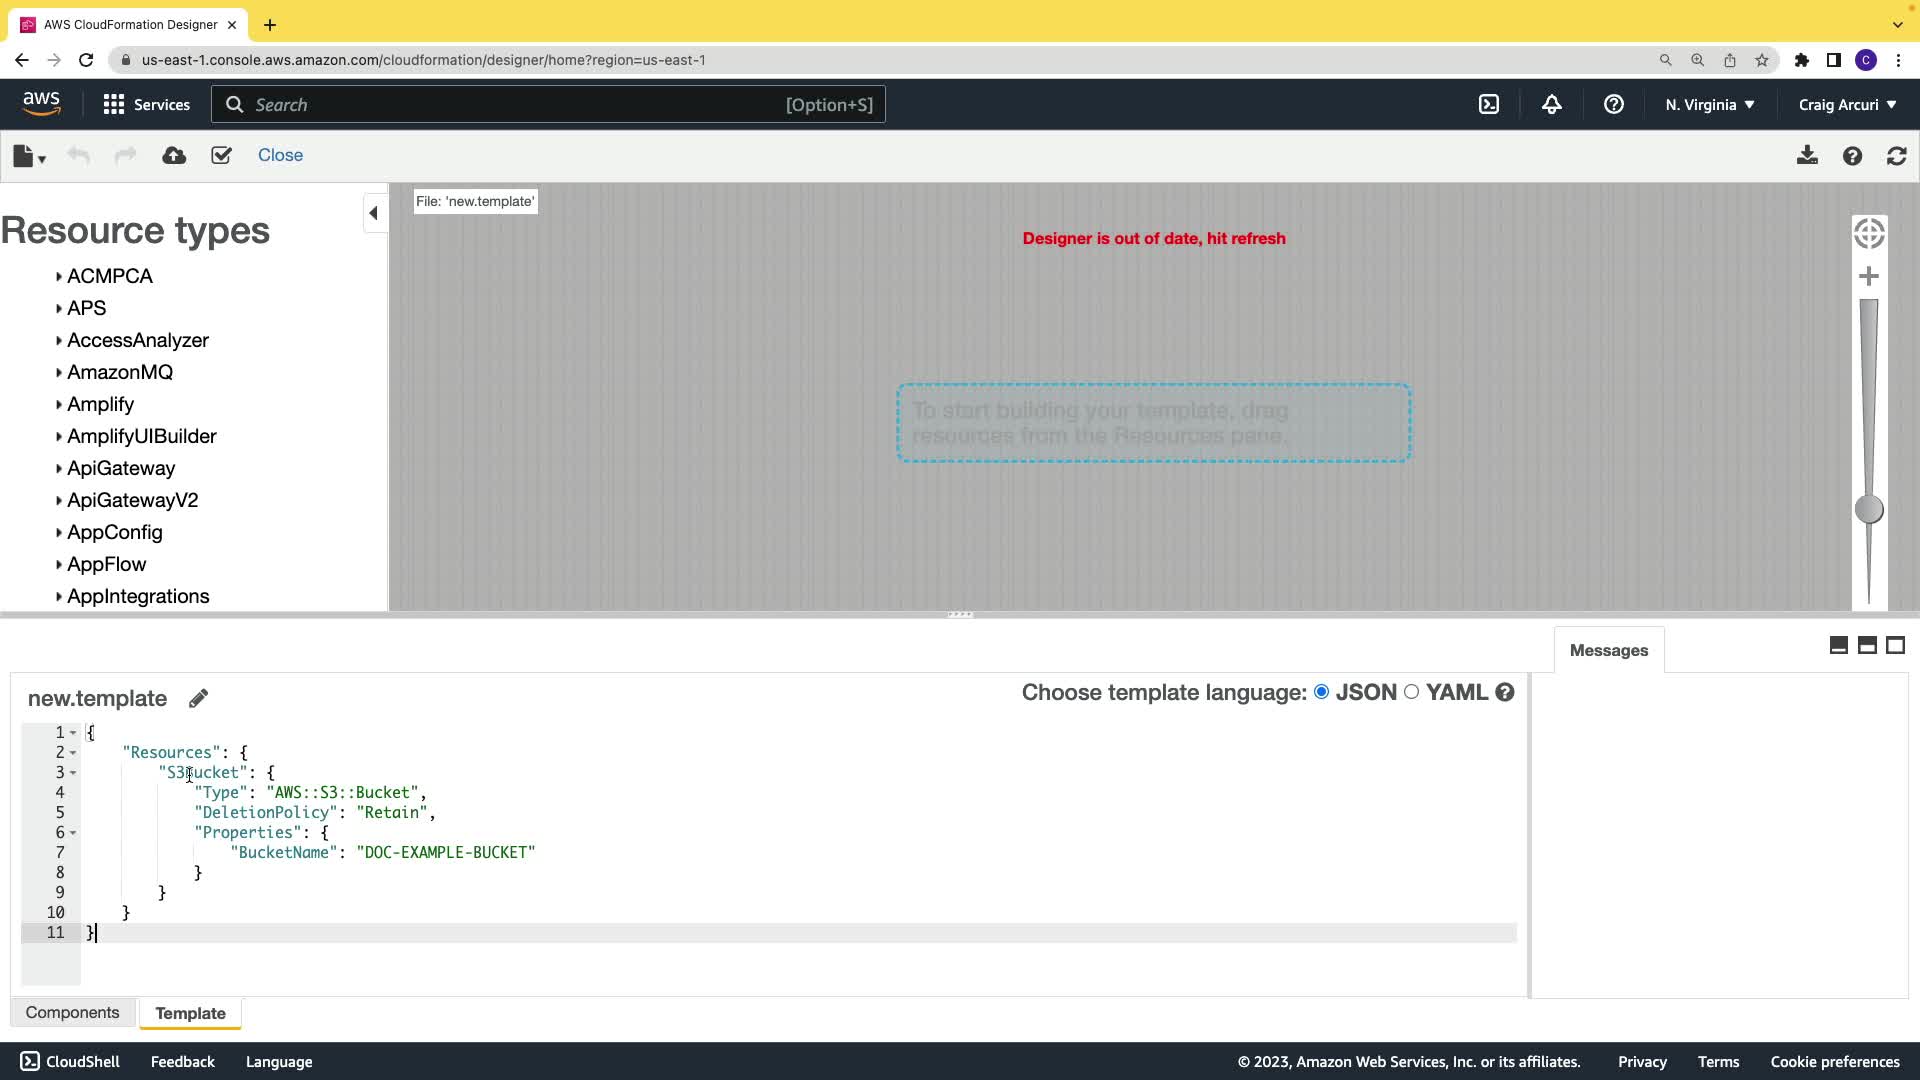 AWS CloudFormation Designer
us-east-1.console.aws.amazon.com/cloudformation/designer/home?region=us-east-1
C
aws
Services
Search
[Option+S]
N. Virginia
Craig Arcuri
Close
Resource types
ACMPCA
APS
AccessAnalyzer
AmazonMQ
Amplify
AmplifyUIBuilder
ApiGateway
ApiGatewayV2
AppConfig
AppFlow
AppIntegrations
File: 'new.template'
Designer is out of date, hit refresh
To start building your template, drag
resources from the Resources pane.
Messages
new.template
Choose template language: JSON YAML
1 {
2 "Resources": {
3 "S3Bucket": {
4 "Type": "AWS::S3::Bucket",
5 "DeletionPolicy": "Retain",
6 "Properties": {
7 "BucketName": "DOC-EXAMPLE-BUCKET"
8 }
9 }
10 }
11 }
Components
Template
CloudShell
Feedback
Language
© 2023, Amazon Web Services, Inc. or its affiliates.
Privacy
Terms
Cookie preferences